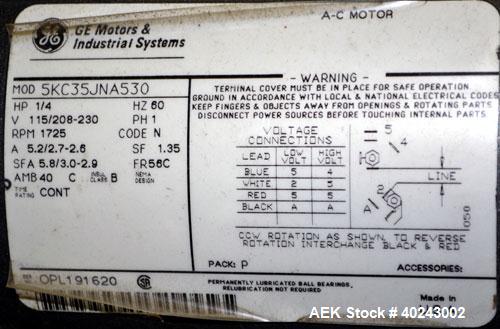 GE Motors &
Industrial Systems
A-C MOTOR
MOD 5KC35JNA530
HP 1/4 HZ 60
V 115/208-230 PH 1
RPM 1725 CODE N
A 5.2/2.7-2.6 SF 1.35
SFA 5.8/3.0-2.9 FR 56C
AMB 40 C INSUL CLASS B NEMA DESIGN
TIME RATING CONT
- WARNING -
TERMINAL COVER MUST BE IN PLACE FOR SAFE OPERATION
GROUND IN ACCORDANCE WITH LOCAL & NATIONAL ELECTRICAL CODES
KEEP FINGERS & OBJECTS AWAY FROM OPENINGS & ROTATING PARTS
DISCONNECT POWER SOURCES BEFORE TOUCHING INTERNAL PARTS
VOLTAGE
CONNECTIONS
LEAD LOW VOLT HIGH VOLT
BLUE 5 4
WHITE 2 5
RED 5 5
BLACK A A
5
4
LINE
2
A
050
CCW ROTATION AS SHOWN TO REVERSE
ROTATION INTERCHANGE BLACK & RED
PACK: P
ACCESSORIES:
OPL191620
PERMANENTLY LUBRICATED BALL BEARINGS.
RELUBRICATION NOT REQUIRED
Made in
AEK Stock # 40243002